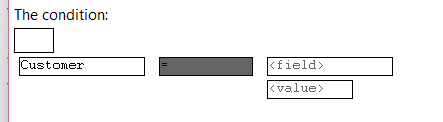 The condition:
Customer = <field>
<value>